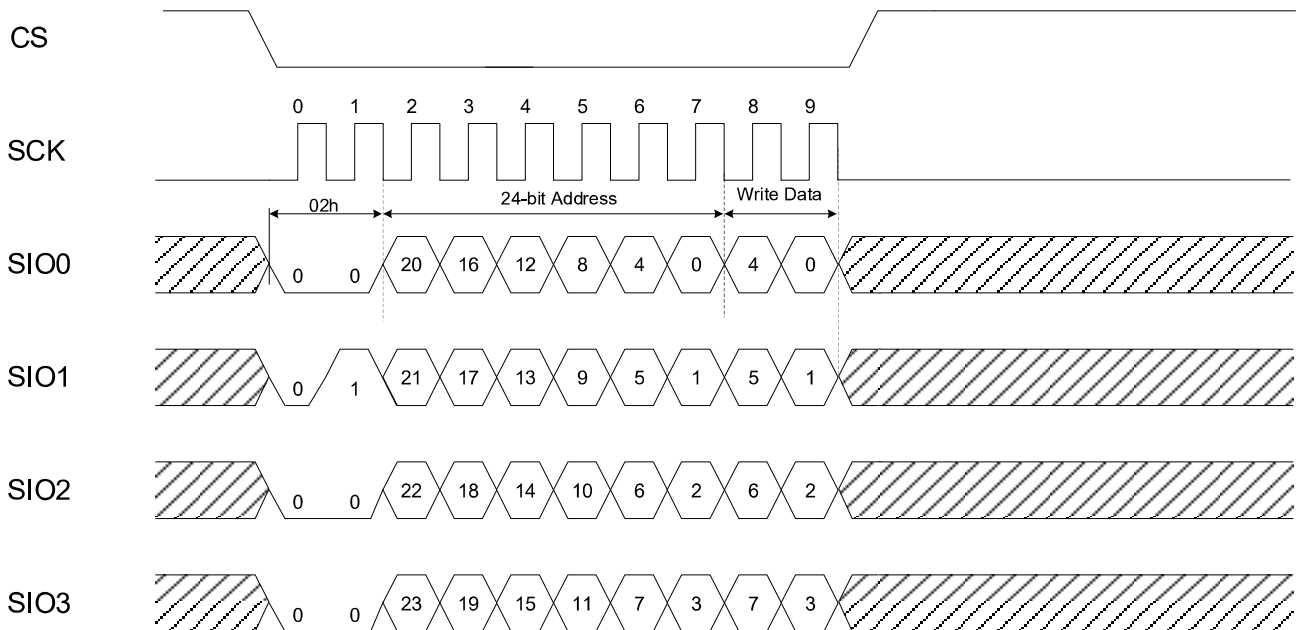 CS
0 1 2 3 4 5 6 7 8 9
SCK
02h 24-bit Address Write Data
SIO0 0 0 20 16 12 8 4 0 4 0
SIO1 0 1 21 17 13 9 5 1 5 1
SIO2 0 0 22 18 14 10 6 2 6 2
SIO3 0 0 23 19 15 11 7 3 7 3